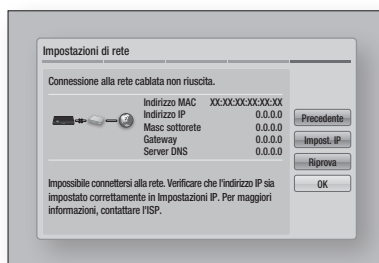 Impostazioni di rete
Connessione alla rete cablata non riuscita.
Indirizzo MAC XX:XX:XX:XX:XX:XX
Indirizzo IP 0.0.0.0
Masc sottorete 0.0.0.0
Gateway 0.0.0.0
Server DNS 0.0.0.0
Precedente
Impost. IP
Riprova
OK
Impossibile connettersi alla rete. Verificare che l'indirizzo IP sia
impostato correttamente in Impostazioni IP. Per maggiori
informazioni, contattare l'ISP.